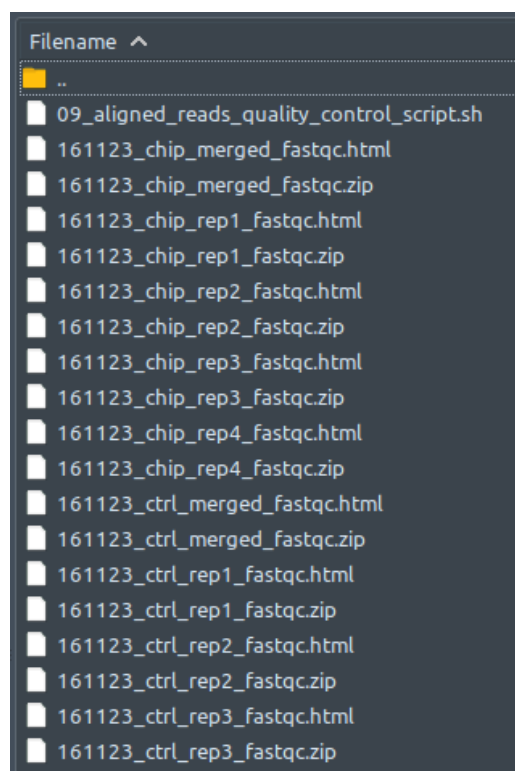 Filename
..
09_aligned_reads_quality_control_script.sh
161123_chip_merged_fastqc.html
161123_chip_merged_fastqc.zip
161123_chip_rep1_fastqc.html
161123_chip_rep1_fastqc.zip
161123_chip_rep2_fastqc.html
161123_chip_rep2_fastqc.zip
161123_chip_rep3_fastqc.html
161123_chip_rep3_fastqc.zip
161123_chip_rep4_fastqc.html
161123_chip_rep4_fastqc.zip
161123_ctrl_merged_fastqc.html
161123_ctrl_merged_fastqc.zip
161123_ctrl_rep1_fastqc.html
161123_ctrl_rep1_fastqc.zip
161123_ctrl_rep2_fastqc.html
161123_ctrl_rep2_fastqc.zip
161123_ctrl_rep3_fastqc.html
161123_ctrl_rep3_fastqc.zip